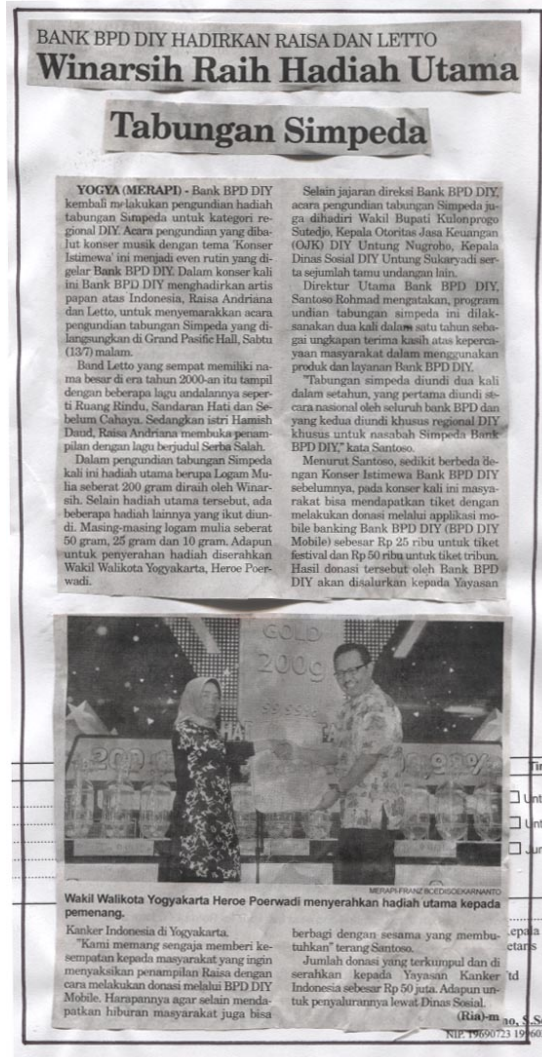 BANK BPD DIY HADIRKAN RAISA DAN LETTO
Winarsih Raih Hadiah Utama
Tabungan Simpeda
YOGYA (MERAPI) - Bank BPD DIY
kembali melakukan pengundian hadiah
tabungan Simpeda untuk kategori re-
gional DIY. Acara pengundian yang diba-
lut konser musik dengan tema 'Konser
Istimewa' ini menjadi even rutin yang di-
gelar Bank BPD DIY. Dalam konser kali
ini Bank BPD DIY menghadirkan artis
papan atas Indonesia, Raisa Andriana
dan Letto, untuk menyemarakkan acara
pengundian tabungan Simpeda yang di-
langsungkan di Grand Pasific Hall, Sabtu
(13/7) malam.
Band Letto yang sempat memiliki na-
ma besar di era tahun 2000-an itu tampil
dengan beberapa lagu andalannya seper-
ti Ruang Rindu, Sandaran Hati dan Se-
belum Cahaya. Sedangkan istri Hamish
Daud, Raisa Andriana membuka penam-
pilan dengan lagu berjudul Serba Salah.
Dalam pengundian tabungan Simpeda
kali ini hadiah utama berupa Logam Mu-
lia seberat 200 gram diraih oleh Winar-
sih. Selain hadiah utama tersebut, ada
beberapa hadiah lainnya yang ikut diun-
di. Masing-masing logam mulia seberat
50 gram, 25 gram dan 10 gram. Adapun
untuk penyerahan hadiah diserahkan
Wakil Walikota Yogyakarta, Heroe Poer-
wadi.
Selain jajaran direksi Bank BPD DIY,
acara pengundian tabungan Simpeda ju-
ga dihadiri Wakil Bupati Kulonprogo
Sutedjo, Kepala Otoritas Jasa Keuangan
(OJK) DIY Untung Nugroho, Kepala
Dinas Sosial DIY Untung Sukaryadi ser-
ta sejumlah tamu undangan lain.
Direktur Utama Bank BPD DIY,
Santoso Rohmad mengatakan, program
undian tabungan simpeda ini dilak-
sanakan dua kali dalam satu tahun seba-
gai ungkapan terima kasih atas keperca-
yaan masyarakat dalam menggunakan
produk dan layanan Bank BPD DIY.
"Tabungan simpeda diundi dua kali
dalam setahun, yang pertama diundi se-
cara nasional oleh seluruh bank BPD dan
yang kedua diundi khusus regional DIY
khusus untuk nasabah Simpeda Bank
BPD DIY," kata Santoso.
Menurut Santoso, sedikit berbeda de-
ngan Konser Istimewa Bank BPD DIY
sebelumnya, pada konser kali ini masya-
rakat bisa mendapatkan tiket dengan
melakukan donasi melalui applikasi mo-
bile banking Bank BPD DIY (BPD DIY
Mobile) sebesar Rp 25 ribu untuk tiket
festival dan Rp 50 ribu untuk tiket tribun.
Hasil donasi tersebut oleh Bank BPD
DIY akan disalurkan kepada Yayasan
GOLD
200g
99.99%
200
MERAPI-FRANZ BOEDISOEKARNANTO
Wakil Walikota Yogyakarta Heroe Poerwadi menyerahkan hadiah utama kepada
pemenang.
Kanker Indonesia di Yogyakarta.
"Kami memang sengaja memberi ke-
sempatan kepada masyarakat yang ingin
menyaksikan penampilan Raisa dengan
cara melakukan donasi melalui BPD DIY
Mobile. Harapannya agar selain menda-
patkan hiburan masyarakat juga bisa
berbagi dengan sesama yang membu-
tuhkan" terang Santoso.
Jumlah donasi yang terkumpul dan di
serahkan kepada Yayasan Kanker
Indonesia sebesar Rp 50 juta. Adapun un-
tuk penyalurannya lewat Dinas Sosial.
(Ria)-m
NIP. 19690723